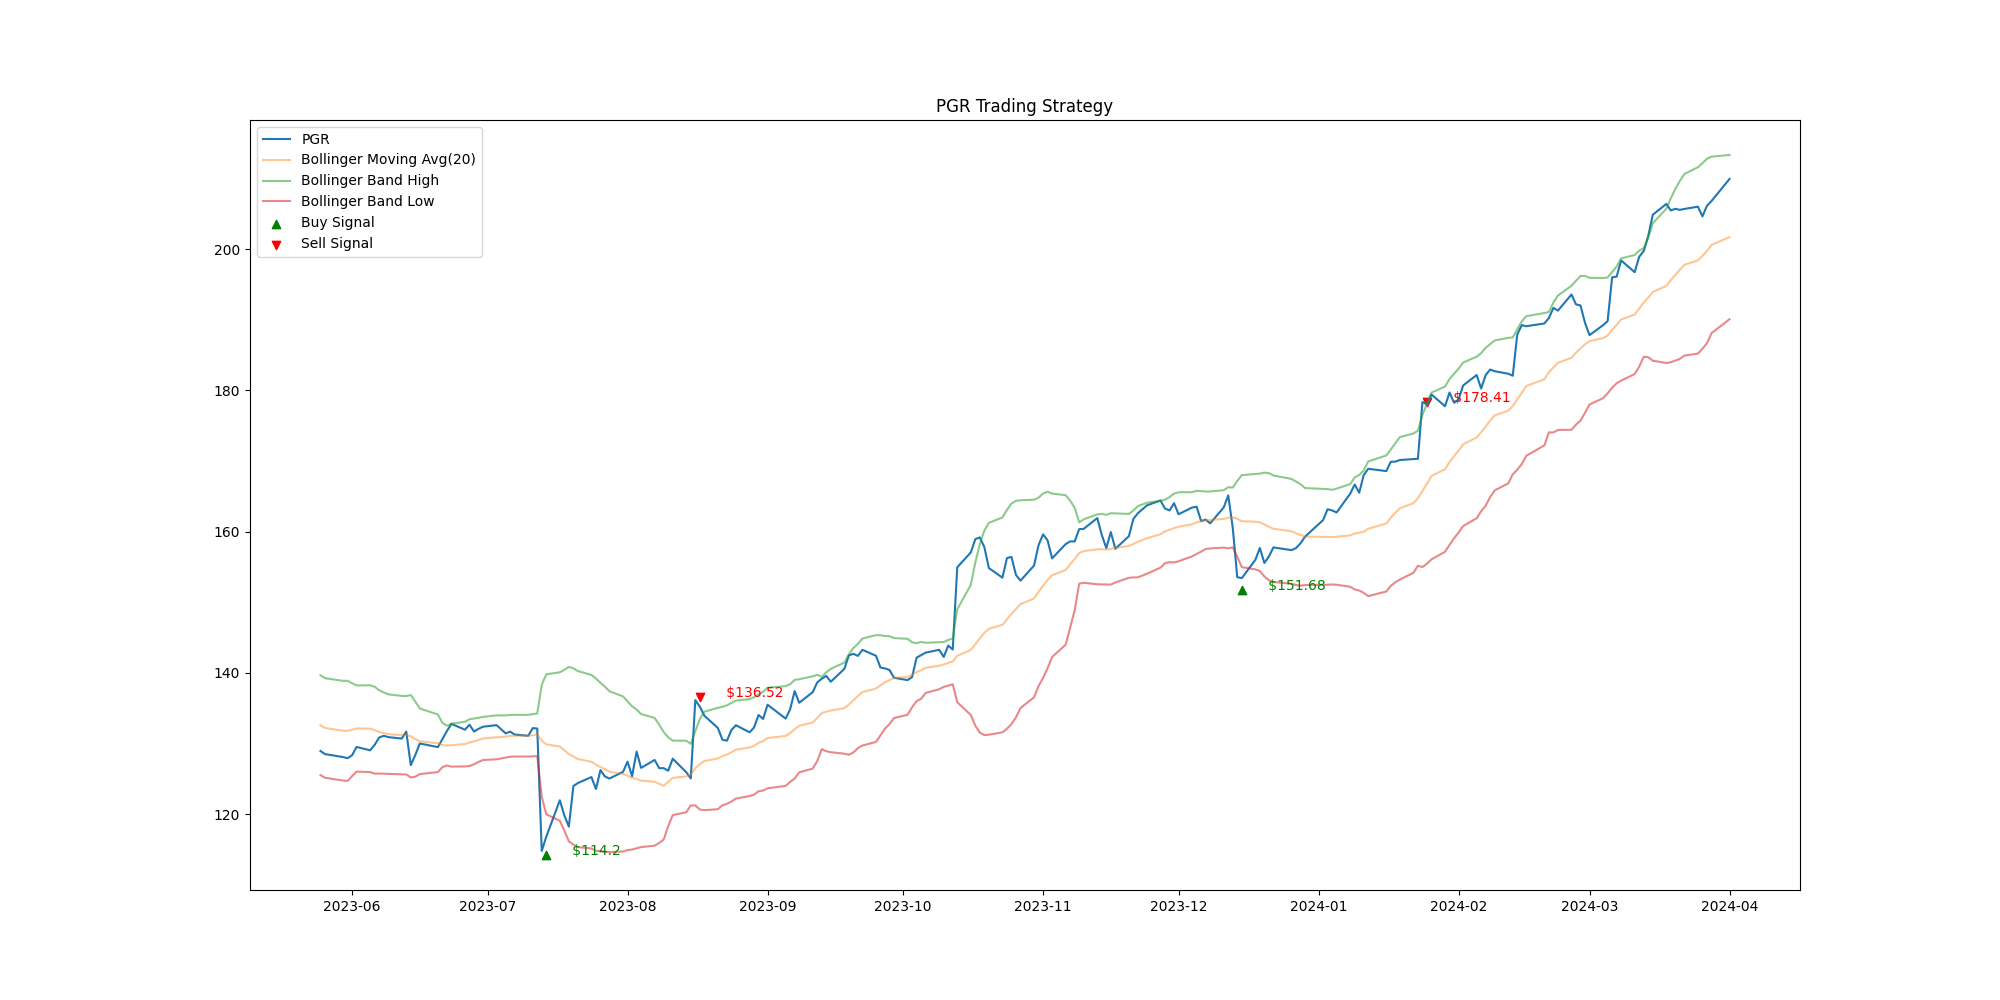 PGR Trading Strategy
PGR
Bollinger Moving Avg(20)
Bollinger Band High
Bollinger Band Low
Buy Signal
Sell Signal
200
180
160
140
120
$178.41
$151.68
$136.52
$114.2
2023-06 2023-07 2023-08 2023-09 2023-10 2023-11 2023-12 2024-01 2024-02 2024-03 2024-04